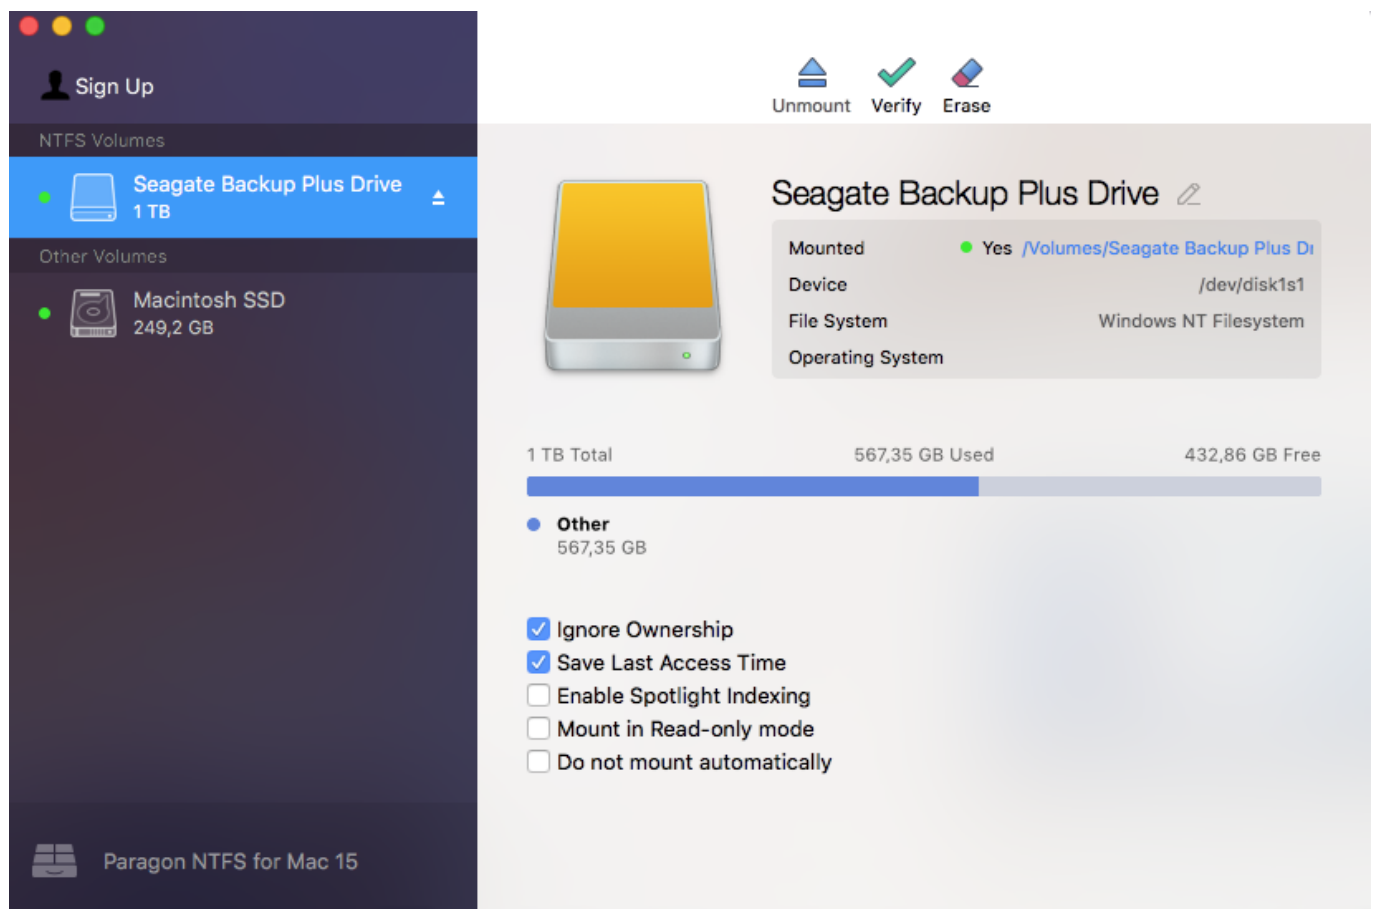 Sign Up
NTFS Volumes
Seagate Backup Plus Drive
1 TB
Other Volumes
Macintosh SSD
249,2 GB
Paragon NTFS for Mac 15
Unmount Verify Erase
Seagate Backup Plus Drive
Mounted Yes /Volumes/Seagate Backup Plus Dr
Device /dev/disk1s1
File System Windows NT Filesystem
Operating System
1 TB Total 567,35 GB Used 432,86 GB Free
Other
567,35 GB
Ignore Ownership
Save Last Access Time
Enable Spotlight Indexing
Mount in Read-only mode
Do not mount automatically